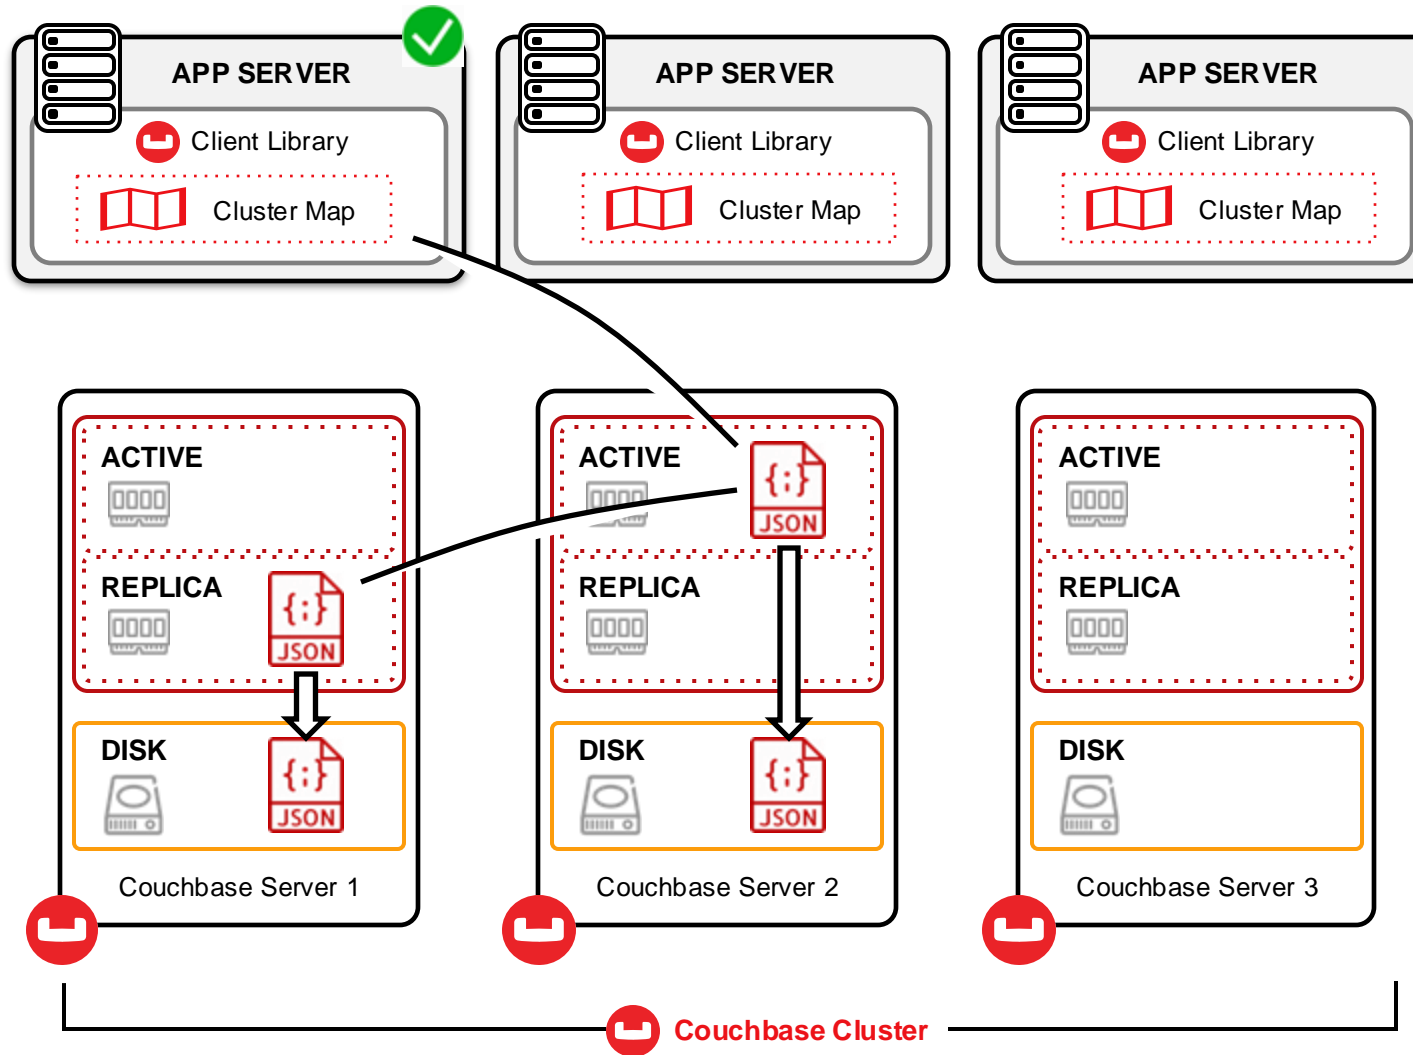 APP SERVER
Client Library
Cluster Map
APP SERVER
Client Library
Cluster Map
APP SERVER
Client Library
Cluster Map
ACTIVE
REPLICA
{;}
JSON
DISK
{;}
JSON
Couchbase Server 1
ACTIVE
{;}
JSON
REPLICA
DISK
{;}
JSON
Couchbase Server 2
ACTIVE
REPLICA
DISK
Couchbase Server 3
Couchbase Cluster